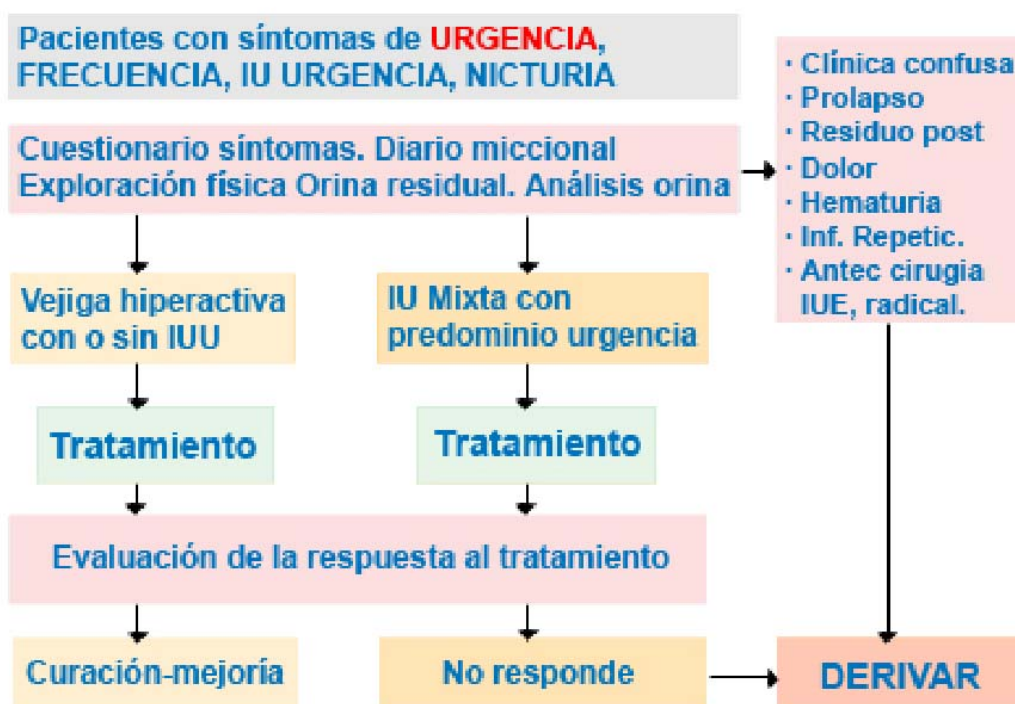 Pacientes con síntomas de URGENCIA,
FRECUENCIA, IU URGENCIA, NICTURIA
Cuestionario síntomas. Diario miccional
Exploración física Orina residual. Análisis orina
· Clínica confusa
· Prolapso
· Residuo post
· Dolor
· Hematuria
· Inf. Repetic.
· Antec cirugia
IUE, radical.
Vejiga hiperactiva
con o sin IUU
IU Mixta con
predominio urgencia
Tratamiento
Tratamiento
Evaluación de la respuesta al tratamiento
Curación-mejoría
No responde
DERIVAR